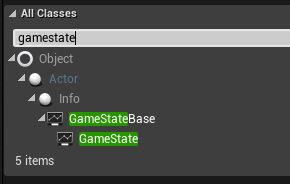 All Classes
gamestate
Object
Actor
Info
GameStateBase
GameState
5 items